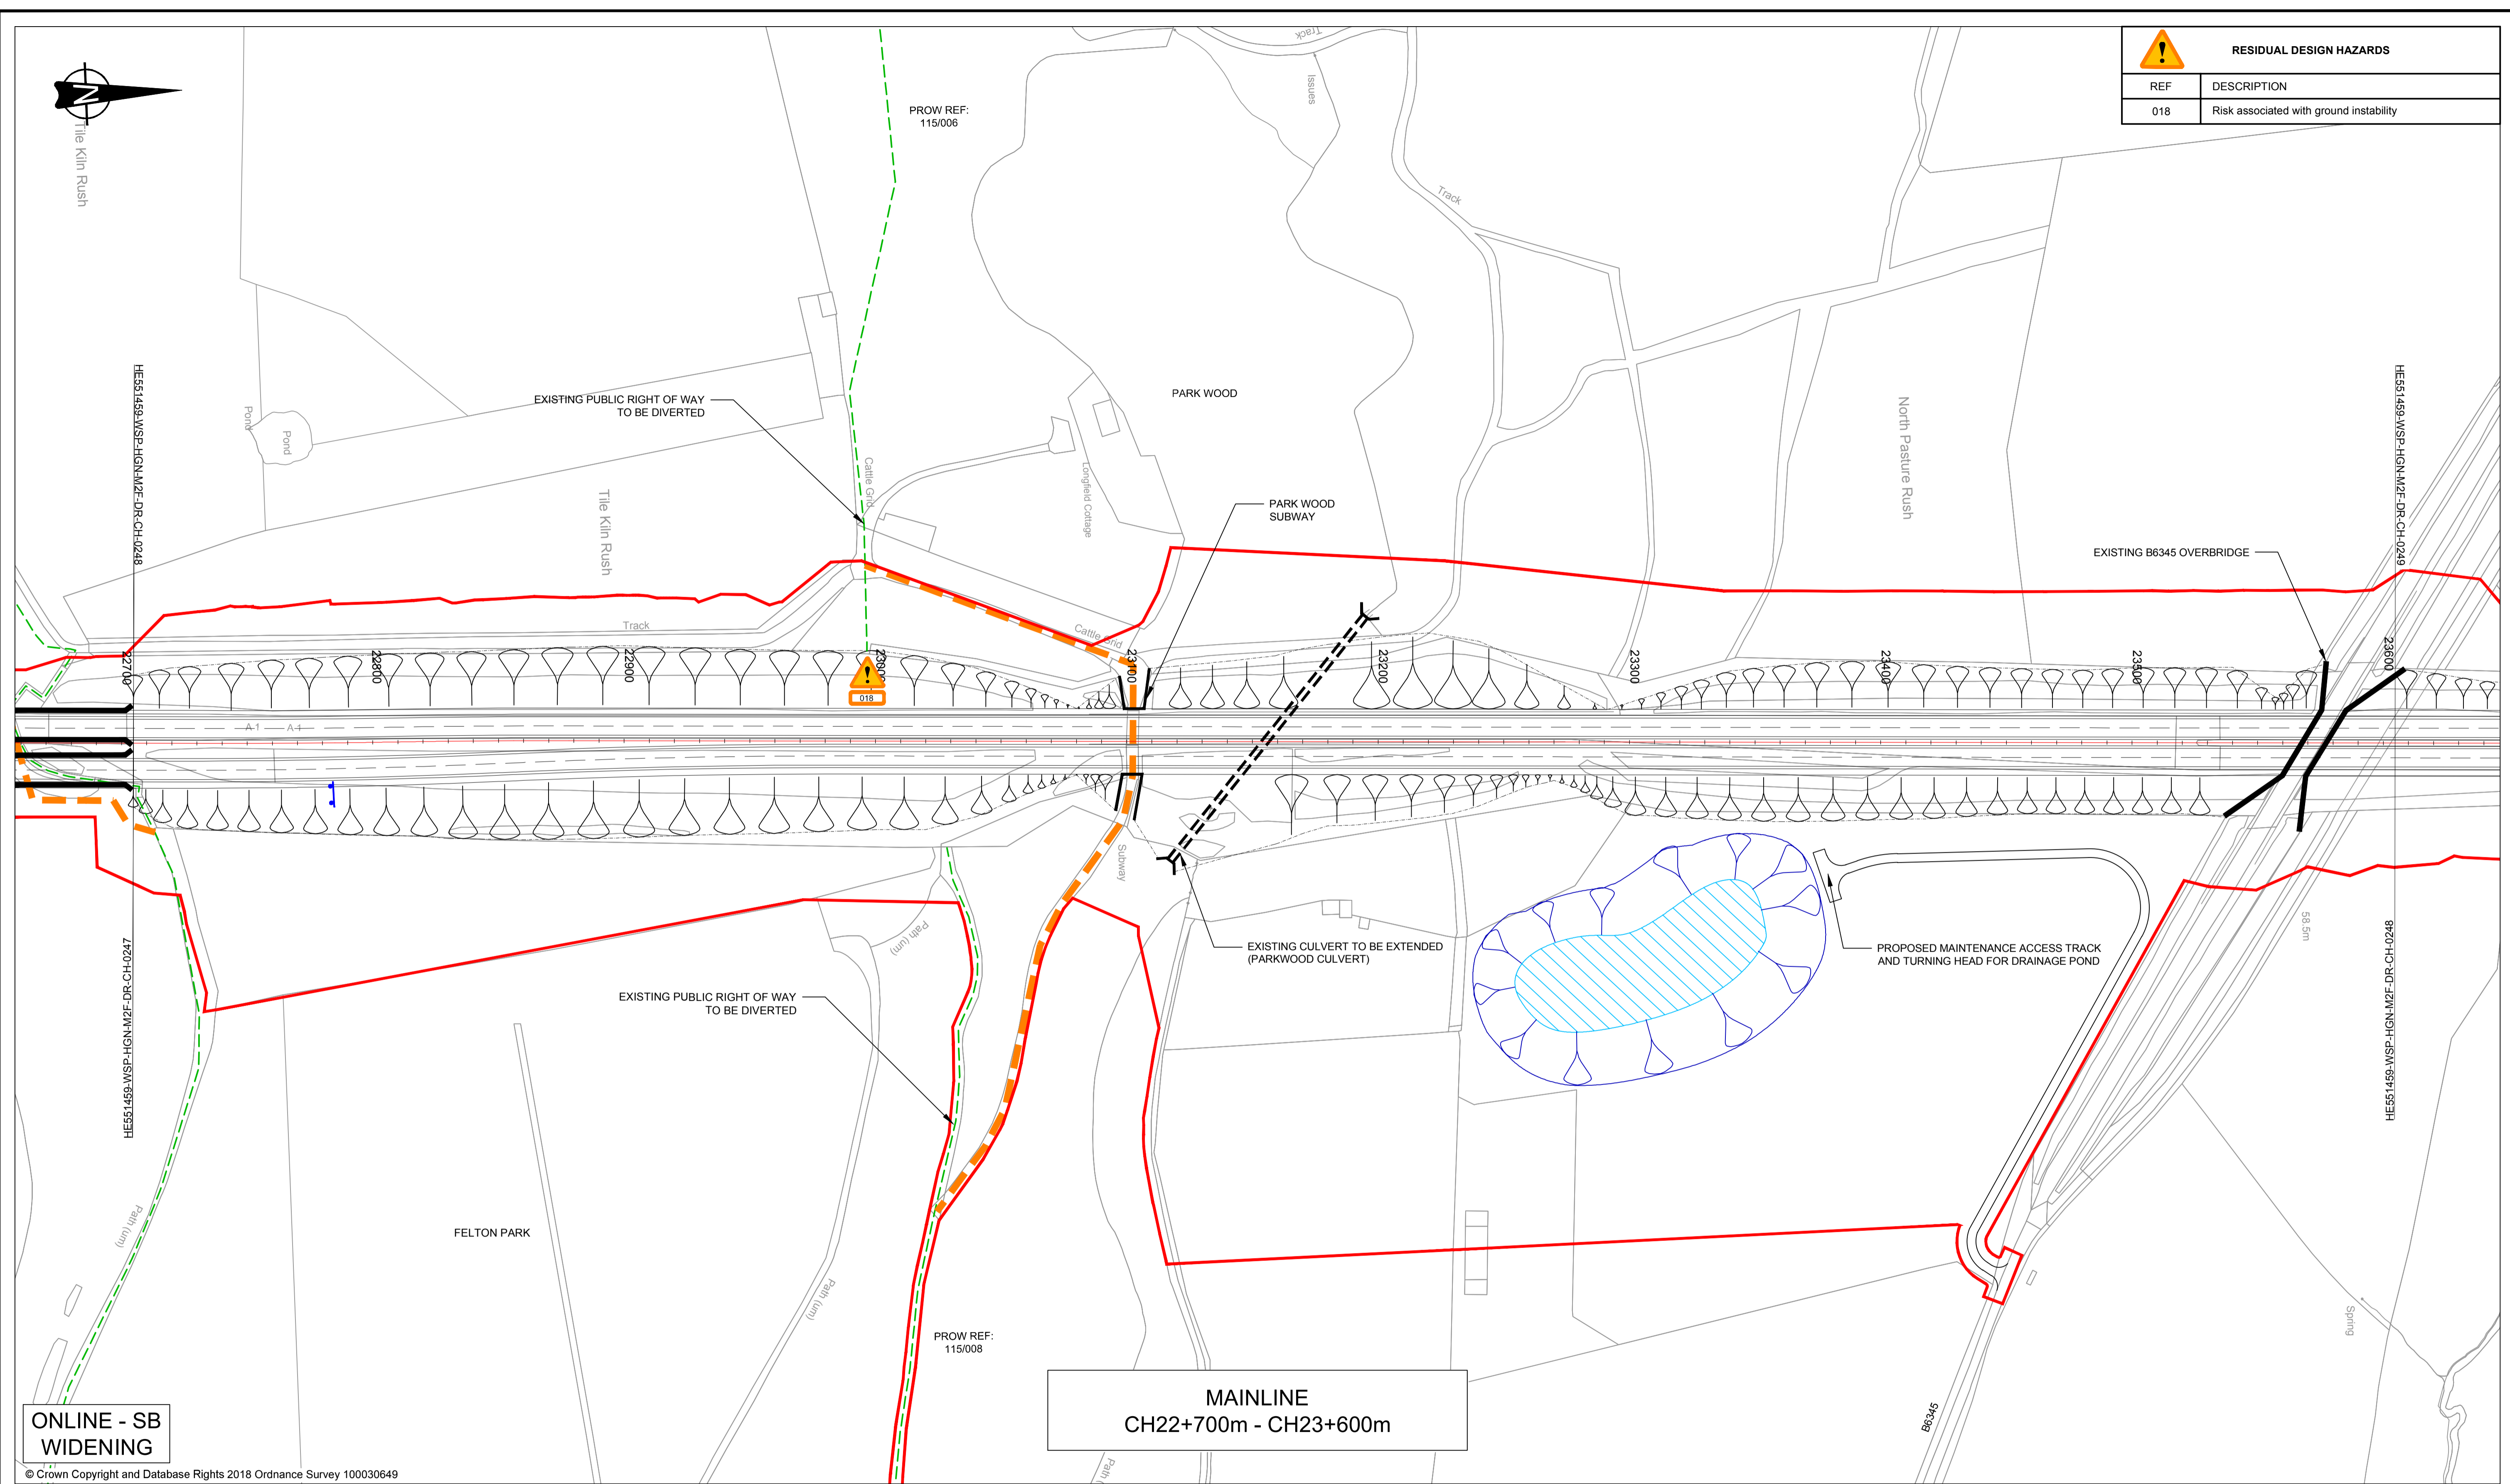 RESIDUAL DESIGN HAZARDS
REF DESCRIPTION
018 Risk associated with ground instability
N
Tile Kiln Rush
PROW REF:
115/006
Track
Issues
Track
HE551459-WSP-HGN-M2F-DR-CH-0248
Pond
Pond
EXISTING PUBLIC RIGHT OF WAY
TO BE DIVERTED
Cattle Grid
Longfield Cottage
PARK WOOD
PARK WOOD
SUBWAY
North Pasture Rush
HE551459-WSP-HGN-M2F-DR-CH-0249
EXISTING B6345 OVERBRIDGE
Tile Kiln Rush
Track
Cattle Grid
22700
22800
22900
23000
23100
23200
23300
23400
23500
23600
018
A-1
A-1
Subway
HE551459-WSP-HGN-M2F-DR-CH-0247
Path (um)
EXISTING CULVERT TO BE EXTENDED
(PARKWOOD CULVERT)
PROPOSED MAINTENANCE ACCESS TRACK
AND TURNING HEAD FOR DRAINAGE POND
58.5m
HE551459-WSP-HGN-M2F-DR-CH-0248
EXISTING PUBLIC RIGHT OF WAY
TO BE DIVERTED
Path (um)
FELTON PARK
Path (um)
PROW REF:
115/008
Spring
B6345
MAINLINE
CH22+700m - CH23+600m
ONLINE - SB
WIDENING
Path
© Crown Copyright and Database Rights 2018 Ordnance Survey 100030649